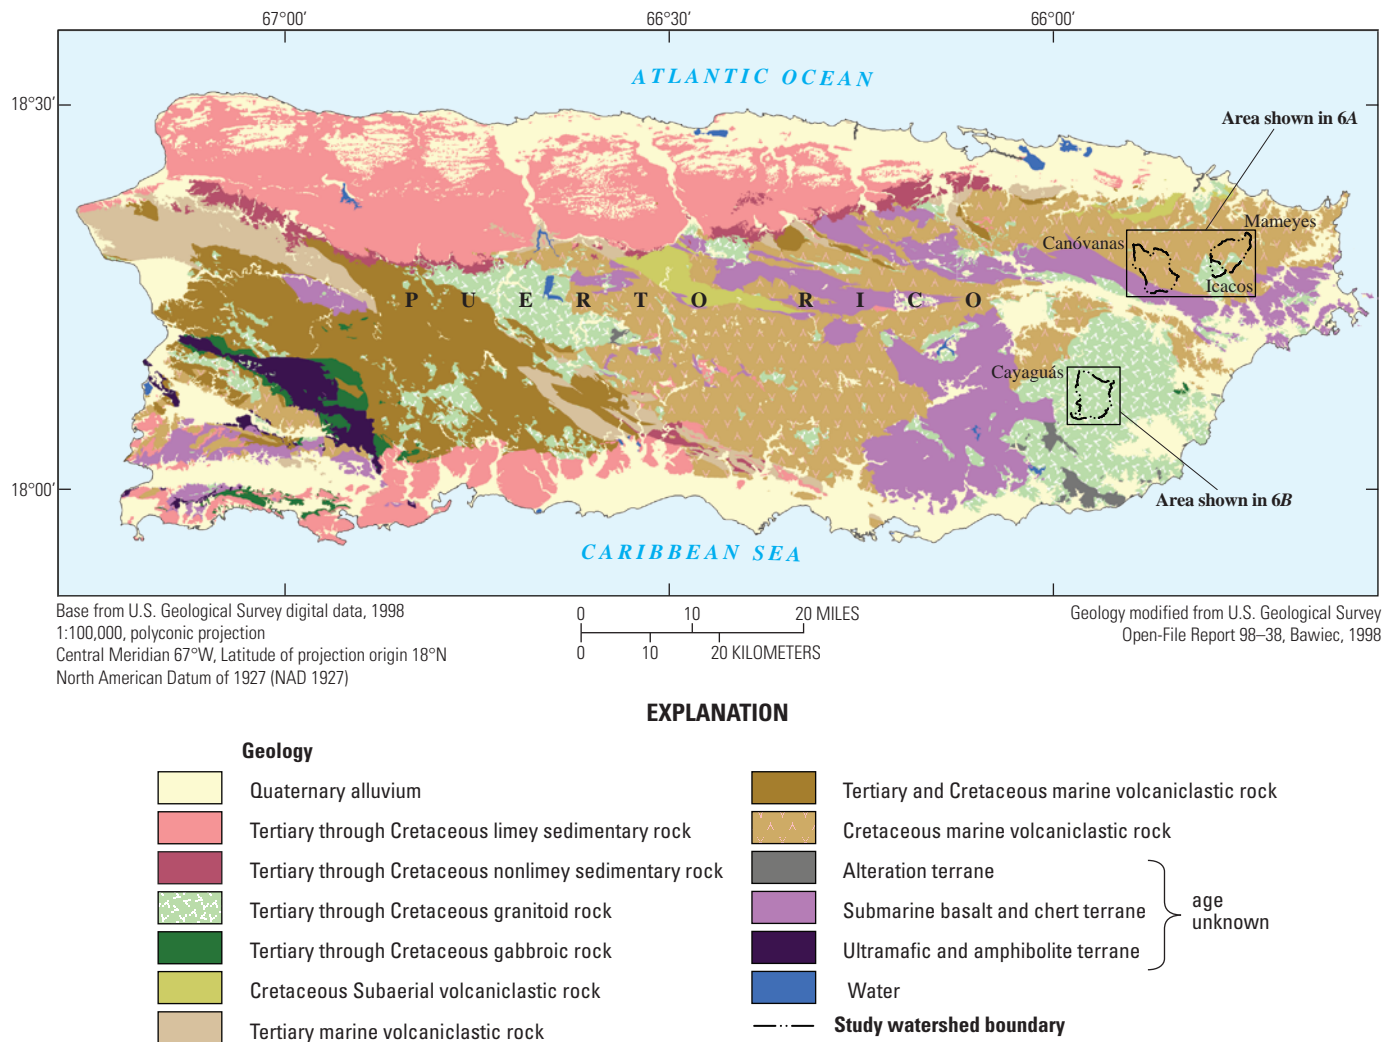 67°00′
66°30′
66°00′
ATLANTIC OCEAN
18°30′
Area shown in 6A
Mameyes
Canóvanas
Icacos
PUERTO RICO
Cayaguás
18°00′
Area shown in 6B
CARIBBEAN SEA
Base from U.S. Geological Survey digital data, 1998
1:100,000, polyconic projection
Central Meridian 67°W, Latitude of projection origin 18°N
North American Datum of 1927 (NAD 1927)
0 10 20 MILES
0 10 20 KILOMETERS
Geology modified from U.S. Geological Survey
Open-File Report 98–38, Bawiec, 1998
EXPLANATION
Geology
Quaternary alluvium
Tertiary through Cretaceous limey sedimentary rock
Tertiary through Cretaceous nonlimey sedimentary rock
Tertiary through Cretaceous granitoid rock
Tertiary through Cretaceous gabbroic rock
Cretaceous Subaerial volcaniclastic rock
Tertiary marine volcaniclastic rock
Tertiary and Cretaceous marine volcaniclastic rock
Cretaceous marine volcaniclastic rock
Alteration terrane
Submarine basalt and chert terrane
Ultramafic and amphibolite terrane
age
unknown
Water
Study watershed boundary